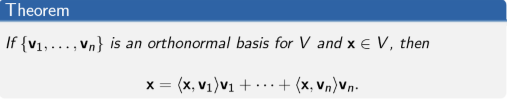 Theorem
If {v₁, . . . , vₙ} is an orthonormal basis for V and x ∈ V, then
x = ⟨x, v₁⟩v₁ + · · · + ⟨x, vₙ⟩vₙ.